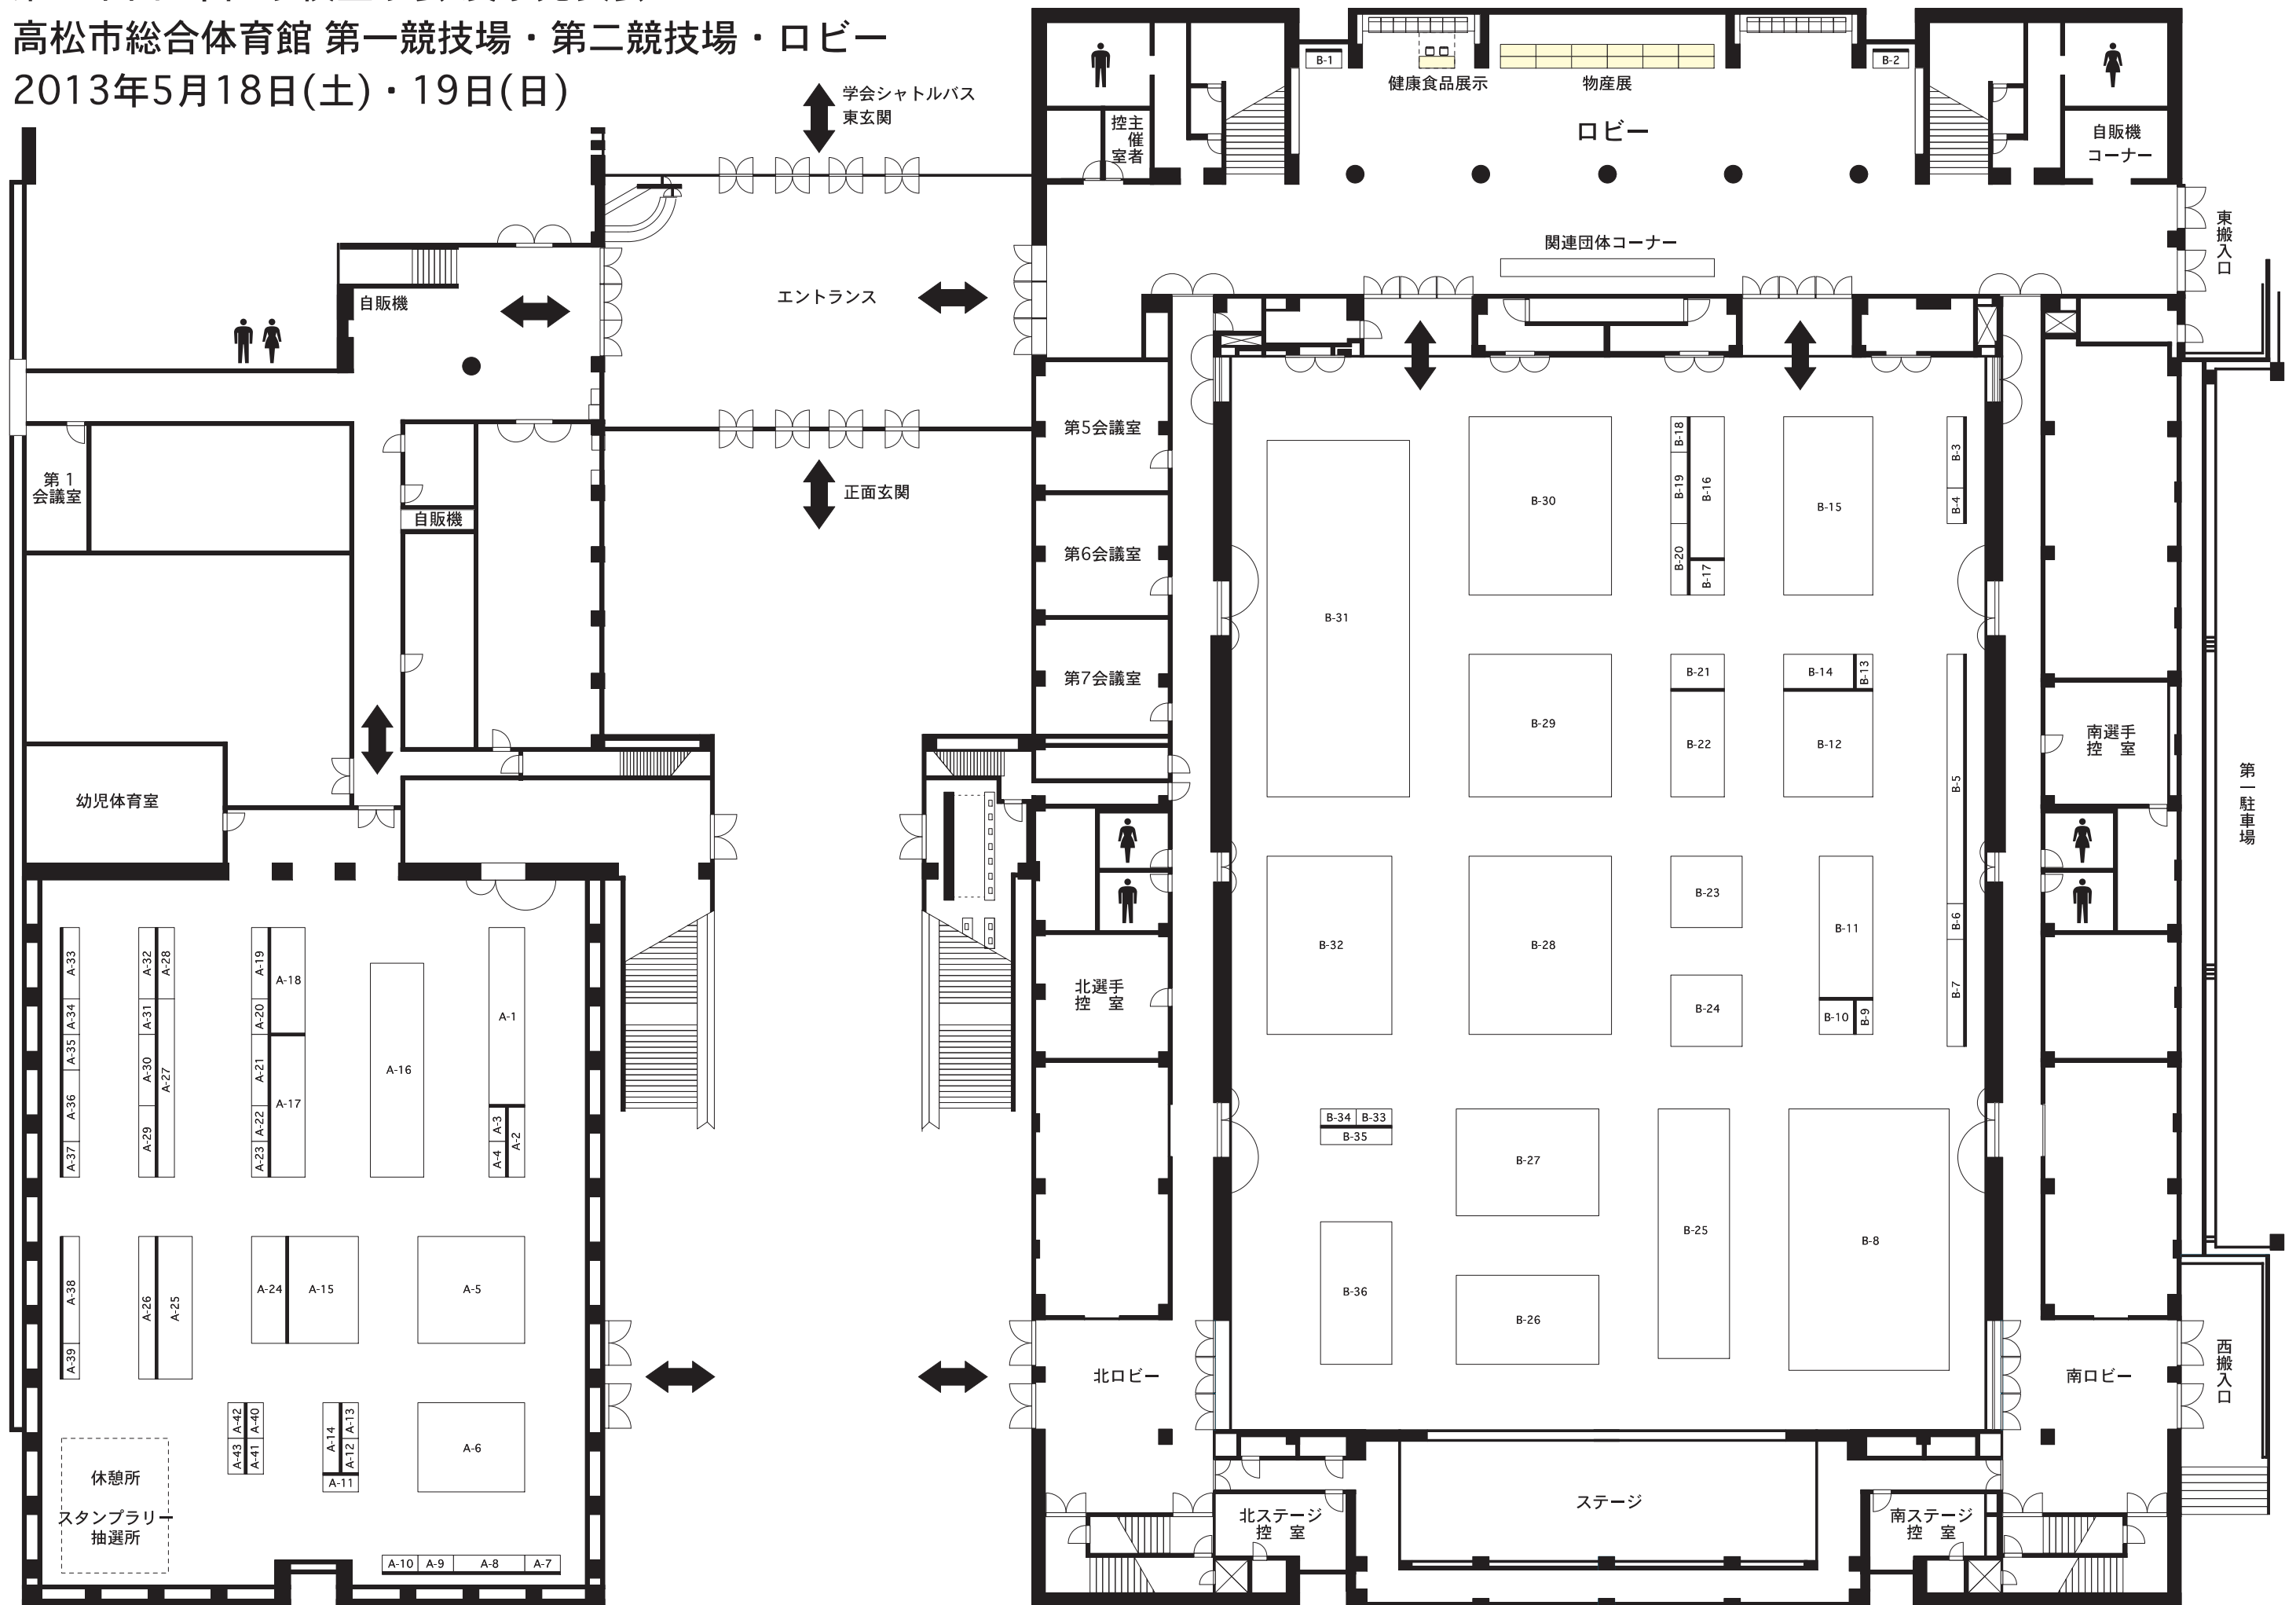 高松市総合体育館 第一競技場・第二競技場・ロビー
2013年5月18日(土)・19日(日)
学会シャトルバス
東玄関
主催者
控室
B-1
健康食品展示
物産展
B-2
ロビー
自販機
コーナー
東搬入口
関連団体コーナー
エントランス
自販機
第1
会議室
自販機
正面玄関
第5会議室
第6会議室
第7会議室
幼児体育室
北選手
控 室
南選手
控 室
第一駐車場
B-18
B-19
B-20
B-16
B-17
B-15
B-3
B-4
B-30
B-31
B-21
B-14
B-13
B-29
B-22
B-12
B-5
B-23
B-11
B-6
B-32
B-28
B-24
B-10
B-9
B-7
B-34
B-33
B-35
B-27
B-25
B-8
B-36
B-26
A-33
A-34
A-35
A-36
A-37
A-32
A-31
A-30
A-29
A-28
A-27
A-19
A-20
A-21
A-22
A-23
A-18
A-17
A-16
A-1
A-3
A-4
A-2
A-38
A-39
A-26
A-25
A-24
A-15
A-5
A-42
A-43
A-40
A-41
A-14
A-13
A-12
A-11
A-6
休憩所
スタンプラリー
抽選所
A-10
A-9
A-8
A-7
北ロビー
南ロビー
西搬入口
ステージ
北ステージ
控 室
南ステージ
控 室